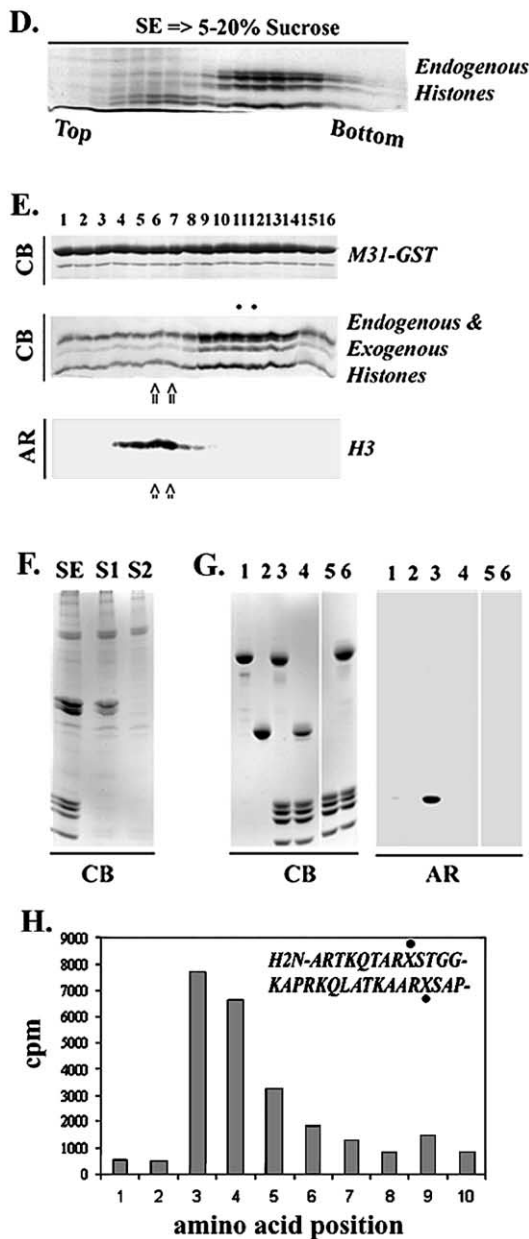 D.
SE => 5-20% Sucrose
Endogenous
Histones
Top
Bottom
E.
1 2 3 4 5 6 7 8 9 10 11 12 13 14 15 16
CB
M31-GST
CB
Endogenous &
Exogenous
Histones
AR
H3
F.
SE S1 S2
CB
G.
1 2 3 4 5 6
1 2 3 4 5 6
CB
AR
H.
9000
8000
7000
6000
5000
4000
3000
2000
1000
0
cpm
H2N-ARTKQTARXSTGG-
KAPRKQLATKAARXSAP-
1 2 3 4 5 6 7 8 9 10
amino acid position